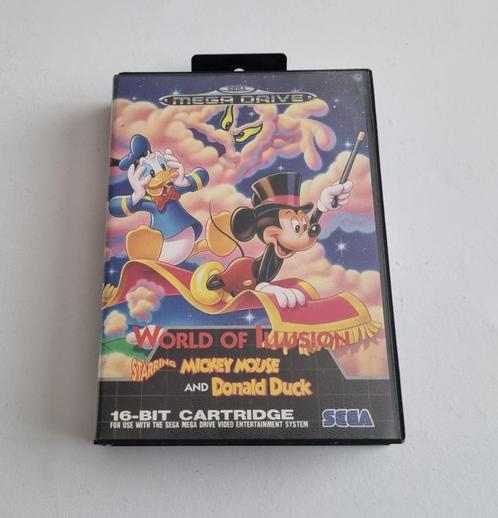 SEGA
MEGA DRIVE
WORLD OF ILLUSION
STARRING MICKEY MOUSE
AND Donald Duck
16-BIT CARTRIDGE
FOR USE WITH THE SEGA MEGA DRIVE VIDEO ENTERTAINMENT SYSTEM
SEGA